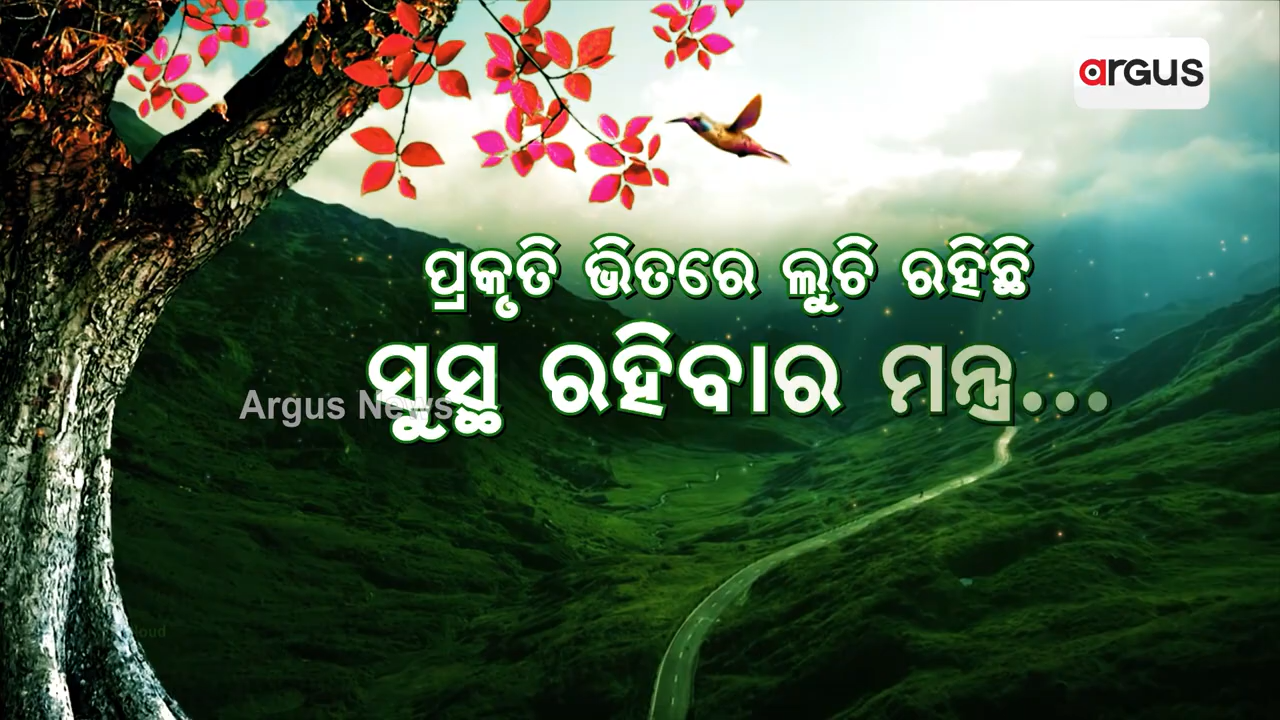 argus
ପ୍ରକୃତି ଭିତରେ ଲୁଚି ରହିଛି
ସୁସ୍ଥ ରହିବାର ମନ୍ତ୍ର...
Argus News